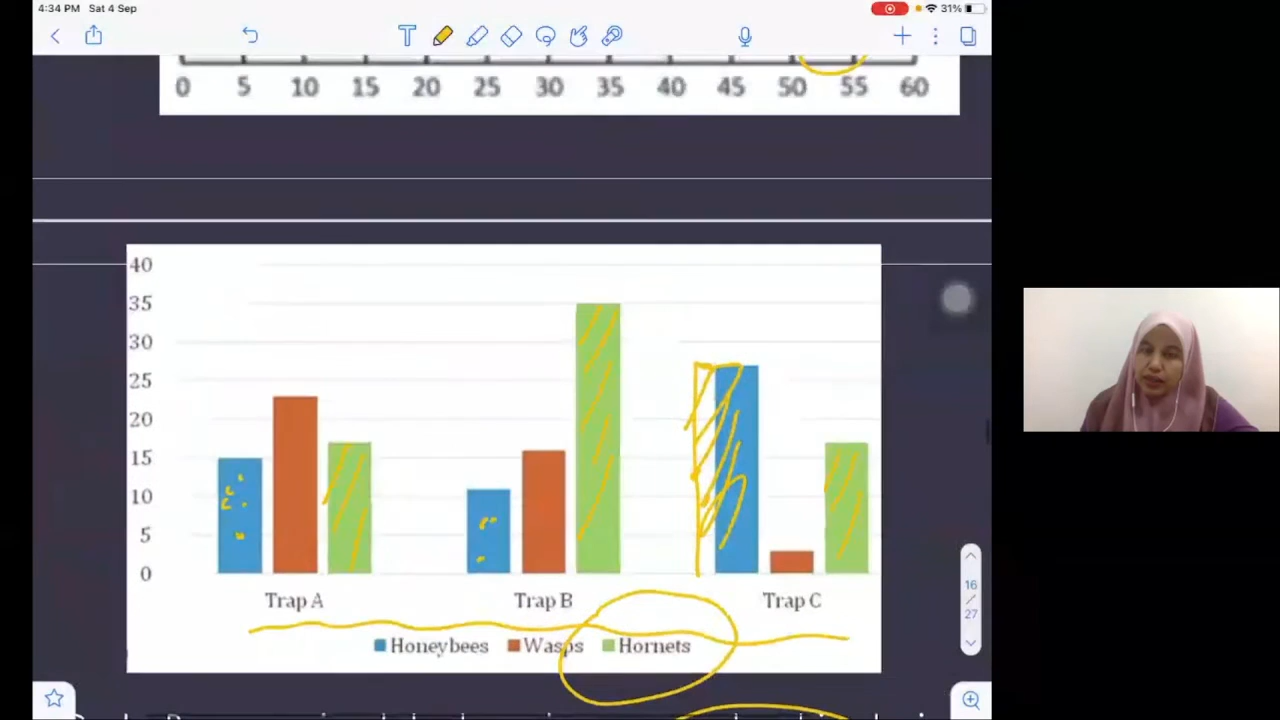 4:34 PM Sat 4 Sep 31%
T
0 5 10 15 20 25 30 35 40 45 50 55 60
40
35
30
25
20
15
10
5
0
Trap A Trap B Trap C
Honeybees Wasps Hornets
16
/
27